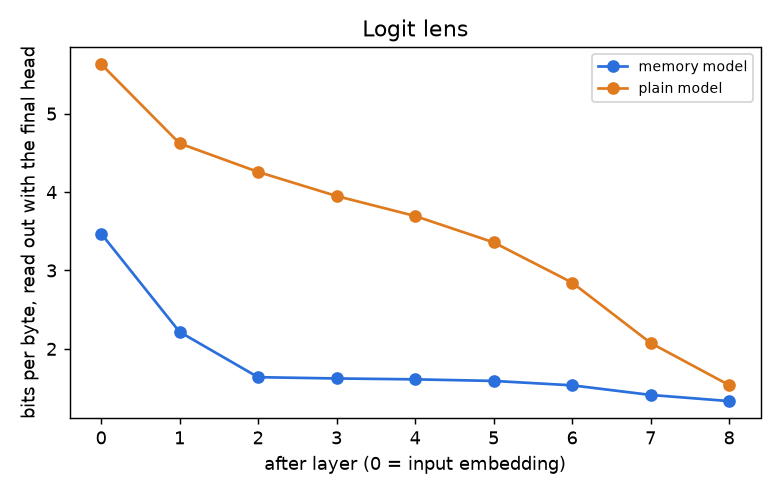 Logit lens
memory model
plain model
bits per byte, read out with the final head
5
4
3
2
0 1 2 3 4 5 6 7 8
after layer (0 = input embedding)